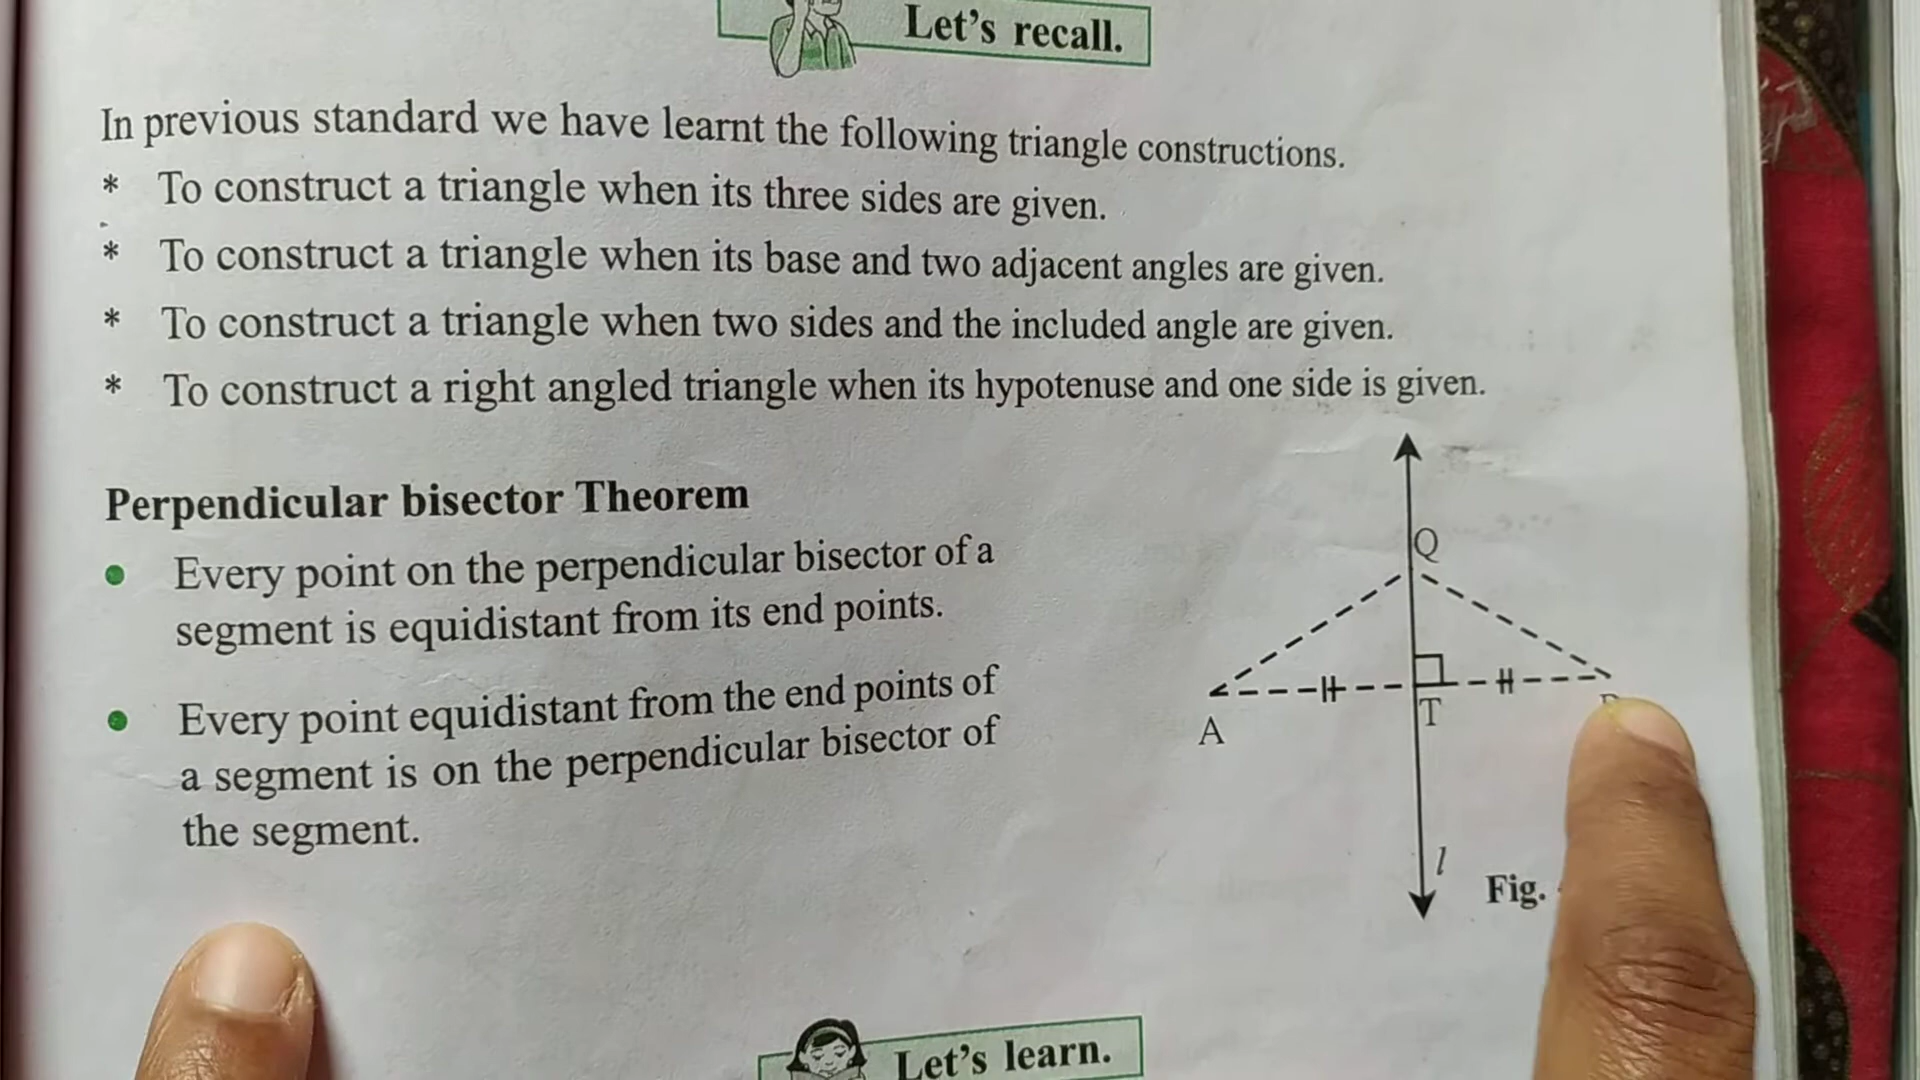 Let's recall.
In previous standard we have learnt the following triangle constructions.
* To construct a triangle when its three sides are given.
* To construct a triangle when its base and two adjacent angles are given.
* To construct a triangle when two sides and the included angle are given.
* To construct a right angled triangle when its hypotenuse and one side is given.
Perpendicular bisector Theorem
• Every point on the perpendicular bisector of a
segment is equidistant from its end points.
• Every point equidistant from the end points of
a segment is on the perpendicular bisector of
the segment.
Q
T
A
l
Fig.
Let's learn.